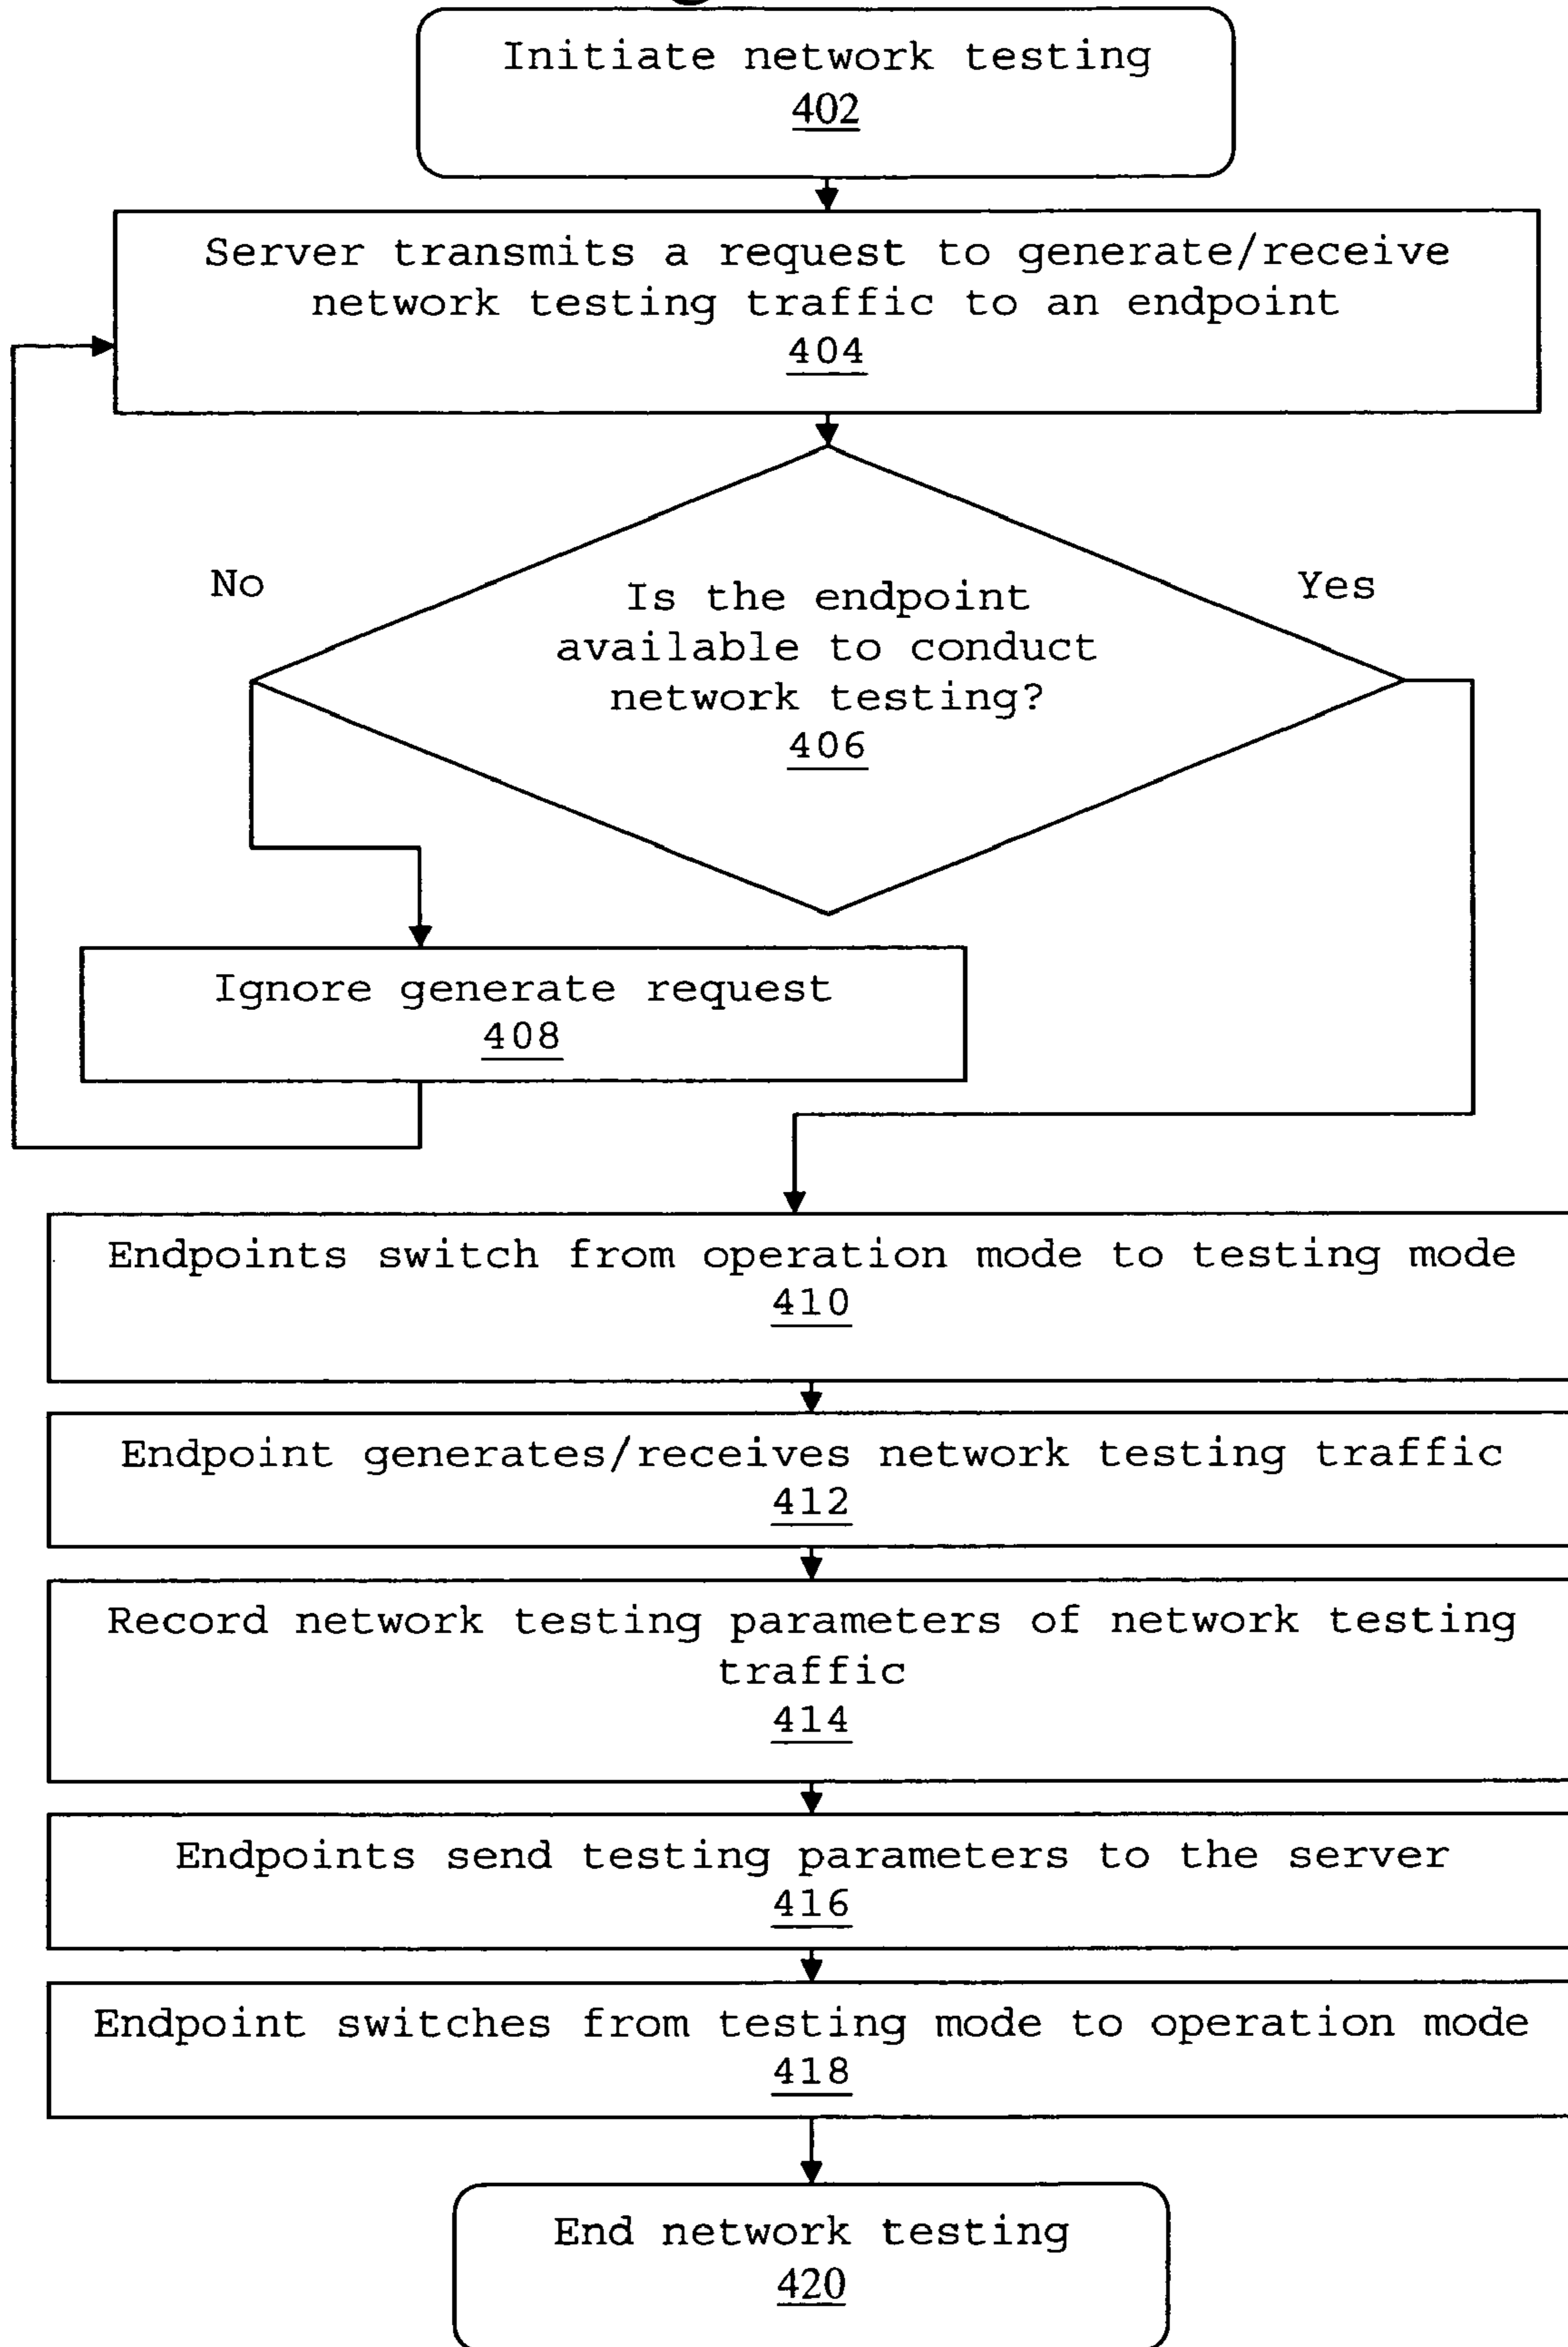 Initiate network testing
402
Server transmits a request to generate/receive
network testing traffic to an endpoint
404
No
Yes
Is the endpoint
available to conduct
network testing?
406
Ignore generate request
408
Endpoints switch from operation mode to testing mode
410
Endpoint generates/receives network testing traffic
412
Record network testing parameters of network testing
traffic
414
Endpoints send testing parameters to the server
416
Endpoint switches from testing mode to operation mode
418
End network testing
420